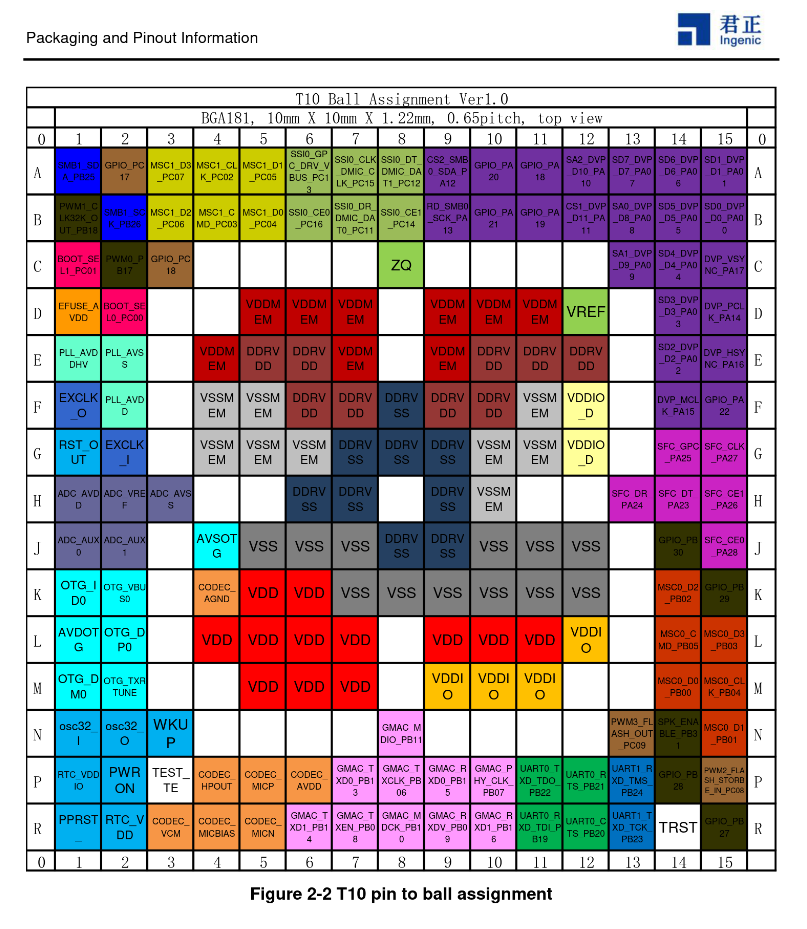 Packaging and Pinout Information
君正
Ingenic
T10 Ball Assignment Ver1.0
BGA181, 10mm X 10mm X 1.22mm, 0.65pitch, top view
0 1 2 3 4 5 6 7 8 9 10 11 12 13 14 15 0
A SMB1_SDA_PB25 GPIO_PC17 MSC1_D3_PC07 MSC1_CLK_PC02 MSC1_D1_PC05 SSI0_GPC_DRV_VBUS_PC13 SSI0_CLK_DMIC_CLK_PC15 SSI0_DT_DMIC_DAT1_PC12 CS2_SMB0_SDA_PA12 GPIO_PA20 GPIO_PA18 SA2_DVP_D10_PA10 SD7_DVP_D7_PA07 SD6_DVP_D6_PA06 SD1_DVP_D1_PA01 A
B PWM1_CLK32K_OUT_PB18 MSC1_D2_PC06 MSC1_CMD_PC03 MSC1_D0_PC04 SSI0_CE0_PC16 SSI0_DR_DMIC_DAT0_PC11 SSI0_CE1_PC14 RD_SMB0_SCK_PA13 GPIO_PA21 GPIO_PA19 CS1_DVP_D11_PA11 SA0_DVP_D8_PA08 SD5_DVP_D5_PA05 SD0_DVP_D0_PA00 B
C BOOT_SEL1_PC01 PWM0_PB17 GPIO_PC18 ZQ SA1_DVP_D9_PA09 SD4_DVP_D4_PA04 DVP_VSYNC_PA17 C
D EFUSE_AVDD BOOT_SEL0_PC00 VDDMEM VDDMEM VDDMEM VDDMEM VDDMEM VDDMEM VREF SD3_DVP_D3_PA03 DVP_PCLK_PA14 D
E PLL_AVDDHV PLL_AVSS VDDMEM DDRVDD DDRVDD VDDMEM VDDMEM DDRVDD DDRVDD DDRVDD SD2_DVP_D2_PA02 DVP_HSYNC_PA16 E
F EXCLK_O PLL_AVDD VSSMEM VSSMEM DDRVDD DDRVDD DDRVSS DDRVDD DDRVDD VSSMEM VDDIO_D DVP_MCLK_PA15 GPIO_PA22 F
G RST_OUT EXCLK_I VSSMEM VSSMEM VSSMEM DDRVSS DDRVSS DDRVSS VSSMEM VSSMEM VDDIO_D SFC_GPC_PA25 SFC_CLK_PA27 G
H ADC_AVDD ADC_VREF ADC_AVSS DDRVSS DDRVSS DDRVSS VSSMEM SFC_DR_PA24 SFC_DT_PA23 SFC_CE1_PA26 H
J ADC_AUX0 ADC_AUX1 AVSOTG VSS VSS VSS DDRVSS DDRVSS VSS VSS VSS GPIO_PB30 SFC_CE0_PA28 J
K OTG_ID0 OTG_VBUS0 CODEC_AGND VDD VDD VSS VSS VSS VSS VSS VSS MSC0_D2_PB02 GPIO_PB29 K
L AVDOTG OTG_DP0 VDD VDD VDD VDD VDD VDD VDD VDDIO MSC0_CMD_PB05 MSC0_D3_PB03 L
M OTG_DM0 OTG_TXRTUNE VDD VDD VDD VDDIO VDDIO VDDIO MSC0_D0_PB00 MSC0_CLK_PB04 M
N osc32_I osc32_O WKUP GMAC_MDIO_PB11 PWM3_FLASH_OUT_PC09 SPK_ENABLE_PB31 MSC0_D1_PB01 N
P RTC_VDDIO PWRON TEST_TE CODEC_HPOUT CODEC_MICP CODEC_AVDD GMAC_TXD0_PB13 GMAC_TXCLK_PB06 GMAC_RXD0_PB15 GMAC_PHY_CLK_PB07 UART0_TXD_TDO_PB22 UART0_RTS_PB21 UART1_RXD_TMS_PB24 GPIO_PB28 PWM2_FLASH_STORBE_IN_PC08 P
R PPRST_ RTC_VDD CODEC_VCM CODEC_MICBIAS CODEC_MICN GMAC_TXD1_PB14 GMAC_TXEN_PB08 GMAC_MDCK_PB10 GMAC_RXDV_PB09 GMAC_RXD1_PB16 UART0_RXD_TDI_PB19 UART0_CTS_PB20 UART1_TXD_TCK_PB23 TRST GPIO_PB27 R
0 1 2 3 4 5 6 7 8 9 10 11 12 13 14 15 0
Figure 2-2 T10 pin to ball assignment